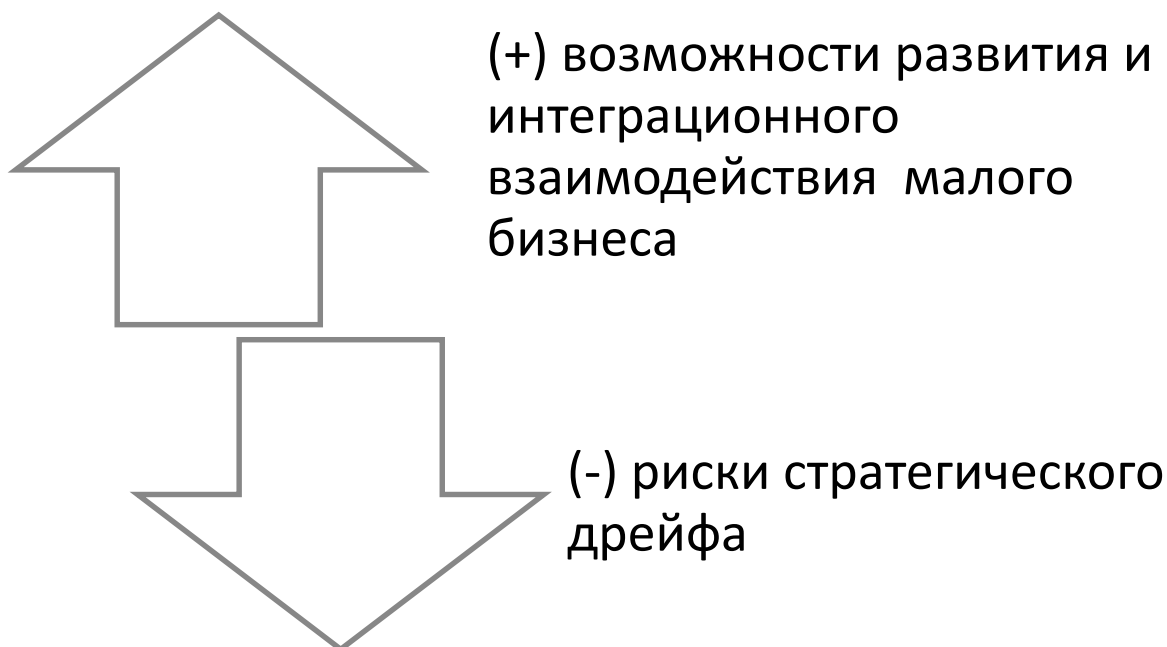 (+) возможности развития и
интеграционного
взаимодействия  малого
бизнеса
(-) риски стратегического
дрейфа